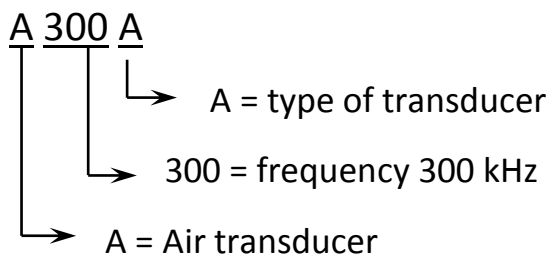 A 300 A
A = type of transducer
300 = frequency 300 kHz
A = Air transducer